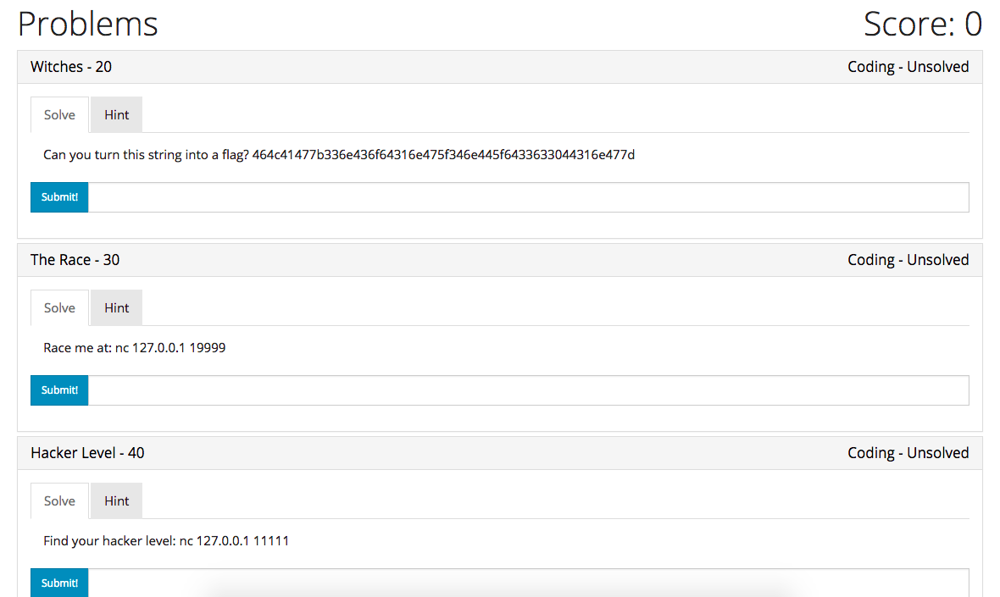 Problems Score: 0
Witches - 20 Coding - Unsolved
Solve Hint
Can you turn this string into a flag? 464c41477b336e436f64316e475f346e445f6433633044316e477d
Submit!
The Race - 30 Coding - Unsolved
Solve Hint
Race me at: nc 127.0.0.1 19999
Submit!
Hacker Level - 40 Coding - Unsolved
Solve Hint
Find your hacker level: nc 127.0.0.1 11111
Submit!